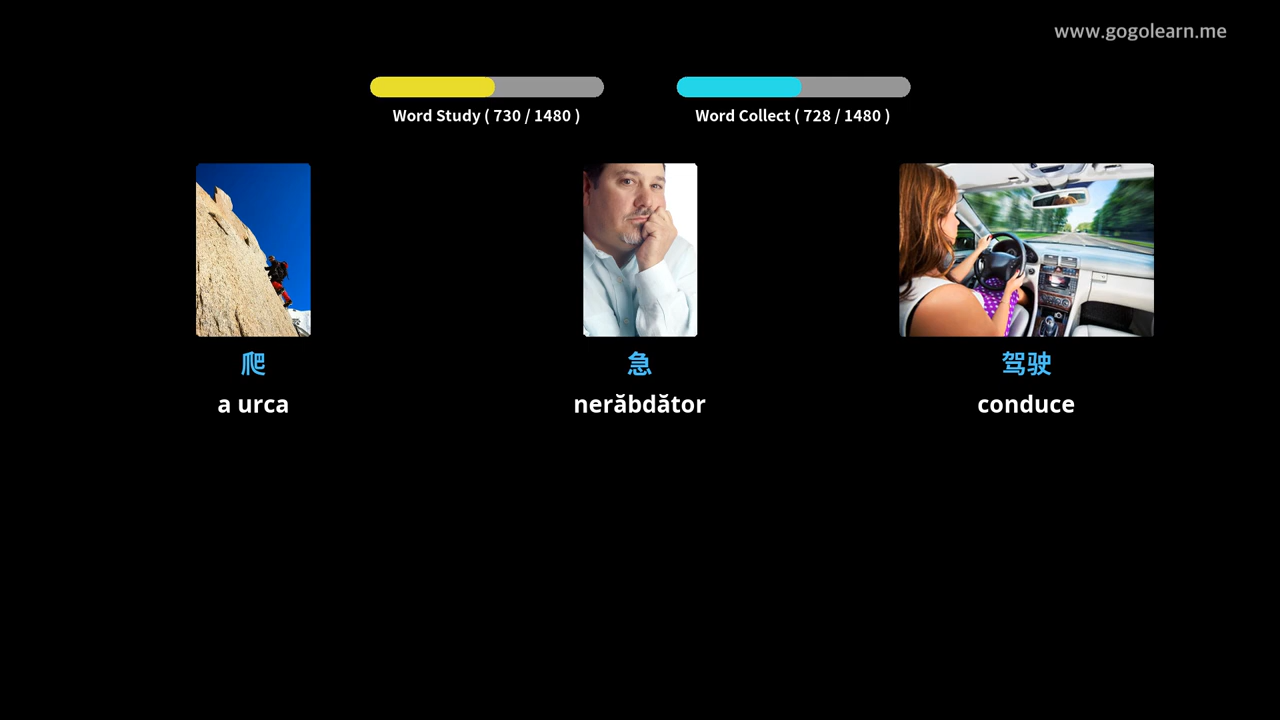 www.gogolearn.me
Word Study ( 730 / 1480 )
Word Collect ( 728 / 1480 )
爬
急
驾驶
a urca
nerăbdător
conduce